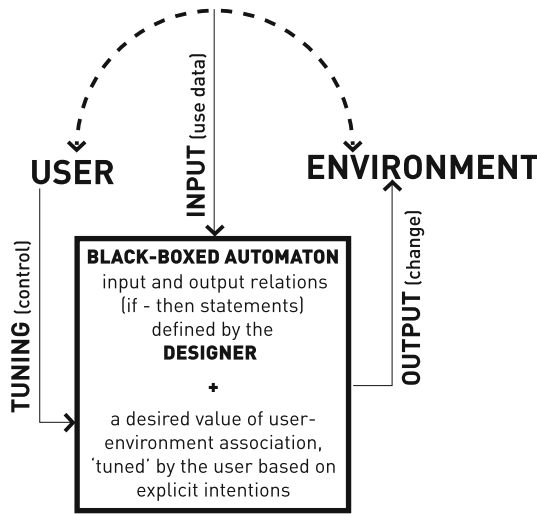 INPUT (use data)
USER
ENVIRONMENT
TUNING (control)
BLACK-BOXED AUTOMATON
input and output relations
(if - then statements)
defined by the
DESIGNER
+
a desired value of user-
environment association,
‘tuned’ by the user based on
explicit intentions
OUTPUT (change)